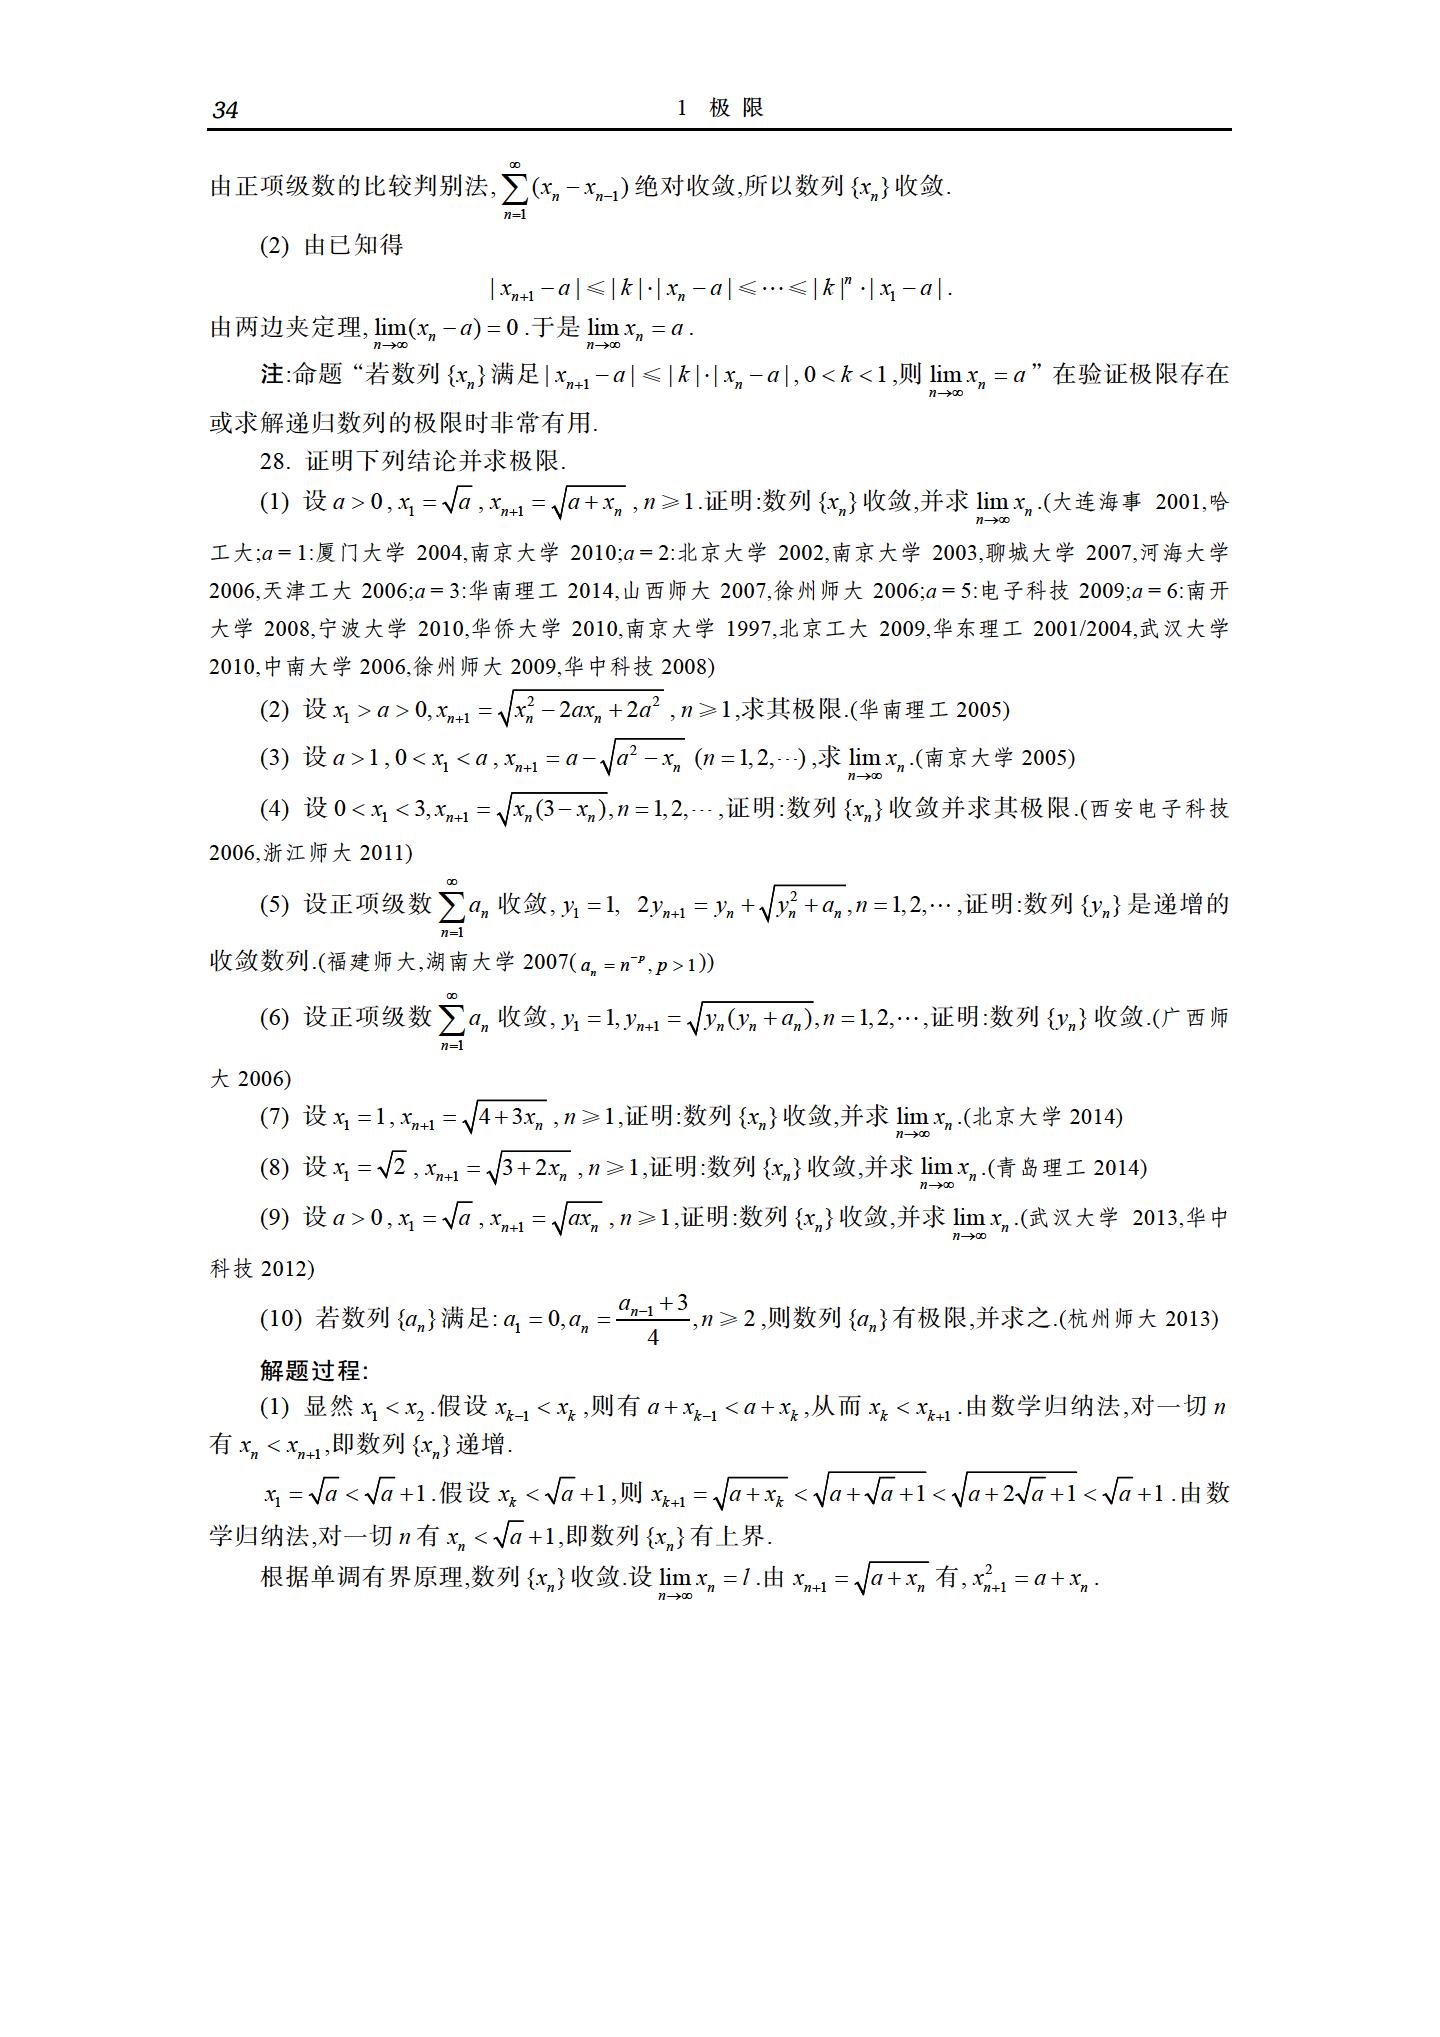 34 1 极 限
由正项级数的比较判别法,$\sum_{n=1}^{\infty}(x_n-x_{n-1})$绝对收敛,所以数列$\{x_n\}$收敛.
(2) 由已知得
$|x_{n+1}-a|\leqslant|k|\cdot|x_n-a|\leqslant\cdots\leqslant|k|^n\cdot|x_1-a|.$
由两边夹定理,$\lim_{n\to\infty}(x_n-a)=0$.于是$\lim_{n\to\infty}x_n=a$.
注:命题“若数列$\{x_n\}$满足$|x_{n+1}-a|\leqslant|k|\cdot|x_n-a|,0<k<1$,则$\lim_{n\to\infty}x_n=a$”在验证极限存在
或求解递归数列的极限时非常有用.
28. 证明下列结论并求极限.
(1) 设$a>0,x_1=\sqrt{a},x_{n+1}=\sqrt{a+x_n},n\geqslant1$.证明:数列$\{x_n\}$收敛,并求$\lim_{n\to\infty}x_n$.(大连海事 2001,哈
工大;a = 1:厦门大学 2004,南京大学 2010;a = 2:北京大学 2002,南京大学 2003,聊城大学 2007,河海大学
2006,天津工大 2006;a = 3:华南理工 2014,山西师大 2007,徐州师大 2006;a = 5:电子科技 2009;a = 6:南开
大学 2008,宁波大学 2010,华侨大学 2010,南京大学 1997,北京工大 2009,华东理工 2001/2004,武汉大学
2010,中南大学 2006,徐州师大 2009,华中科技 2008)
(2) 设$x_1>a>0,x_{n+1}=\sqrt{x_n^2-2ax_n+2a^2},n\geqslant1$,求其极限.(华南理工 2005)
(3) 设$a>1,0<x_1<a,x_{n+1}=a-\sqrt{a^2-x_n}\ (n=1,2,\cdots)$,求$\lim_{n\to\infty}x_n$.(南京大学 2005)
(4) 设$0<x_1<3,x_{n+1}=\sqrt{x_n(3-x_n)},n=1,2,\cdots$,证明:数列$\{x_n\}$收敛并求其极限.(西安电子科技
2006,浙江师大 2011)
(5) 设正项级数$\sum_{n=1}^{\infty}a_n$收敛,$y_1=1,\ 2y_{n+1}=y_n+\sqrt{y_n^2+a_n},n=1,2,\cdots$,证明:数列$\{y_n\}$是递增的
收敛数列.(福建师大,湖南大学 2007($a_n=n^{-p},p>1$))
(6) 设正项级数$\sum_{n=1}^{\infty}a_n$收敛,$y_1=1,y_{n+1}=\sqrt{y_n(y_n+a_n)},n=1,2,\cdots$,证明:数列$\{y_n\}$收敛.(广西师
大 2006)
(7) 设$x_1=1,x_{n+1}=\sqrt{4+3x_n},n\geqslant1$,证明:数列$\{x_n\}$收敛,并求$\lim_{n\to\infty}x_n$.(北京大学 2014)
(8) 设$x_1=\sqrt{2},x_{n+1}=\sqrt{3+2x_n},n\geqslant1$,证明:数列$\{x_n\}$收敛,并求$\lim_{n\to\infty}x_n$.(青岛理工 2014)
(9) 设$a>0,x_1=\sqrt{a},x_{n+1}=\sqrt{ax_n},n\geqslant1$,证明:数列$\{x_n\}$收敛,并求$\lim_{n\to\infty}x_n$.(武汉大学 2013,华中
科技 2012)
(10) 若数列$\{a_n\}$满足:$a_1=0,a_n=\frac{a_{n-1}+3}{4},n\geqslant2$,则数列$\{a_n\}$有极限,并求之.(杭州师大 2013)
解题过程:
(1) 显然$x_1<x_2$.假设$x_{k-1}<x_k$,则有$a+x_{k-1}<a+x_k$,从而$x_k<x_{k+1}$.由数学归纳法,对一切 n
有$x_n<x_{n+1}$,即数列$\{x_n\}$递增.
$x_1=\sqrt{a}<\sqrt{a}+1$.假设$x_k<\sqrt{a}+1$,则$x_{k+1}=\sqrt{a+x_k}<\sqrt{a+\sqrt{a}+1}<\sqrt{a+2\sqrt{a}+1}<\sqrt{a}+1$.由数
学归纳法,对一切 n 有$x_n<\sqrt{a}+1$,即数列$\{x_n\}$有上界.
根据单调有界原理,数列$\{x_n\}$收敛.设$\lim_{n\to\infty}x_n=l$.由$x_{n+1}=\sqrt{a+x_n}$有,$x_{n+1}^2=a+x_n$.